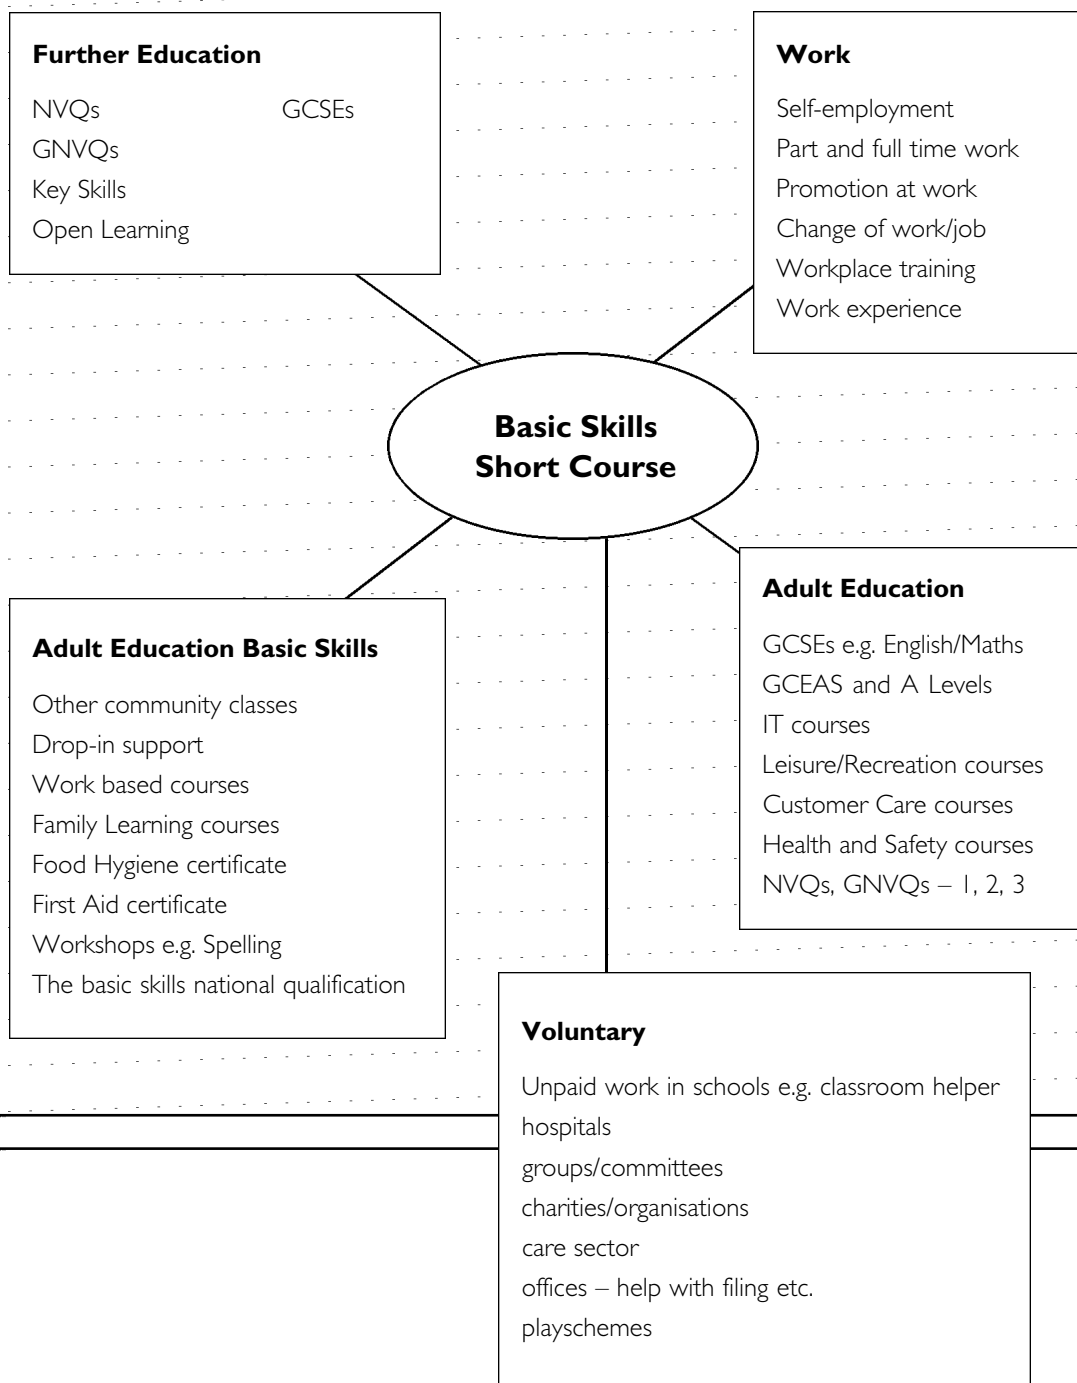 Further Education
NVQs GCSEs
GNVQs
Key Skills
Open Learning
Work
Self-employment
Part and full time work
Promotion at work
Change of work/job
Workplace training
Work experience
Basic Skills
Short Course
Adult Education Basic Skills
Other community classes
Drop-in support
Work based courses
Family Learning courses
Food Hygiene certificate
First Aid certificate
Workshops e.g. Spelling
The basic skills national qualification
Adult Education
GCSEs e.g. English/Maths
GCEAS and A Levels
IT courses
Leisure/Recreation courses
Customer Care courses
Health and Safety courses
NVQs, GNVQs – 1, 2, 3
Voluntary
Unpaid work in schools e.g. classroom helper
hospitals
groups/committees
charities/organisations
care sector
offices – help with filing etc.
playschemes